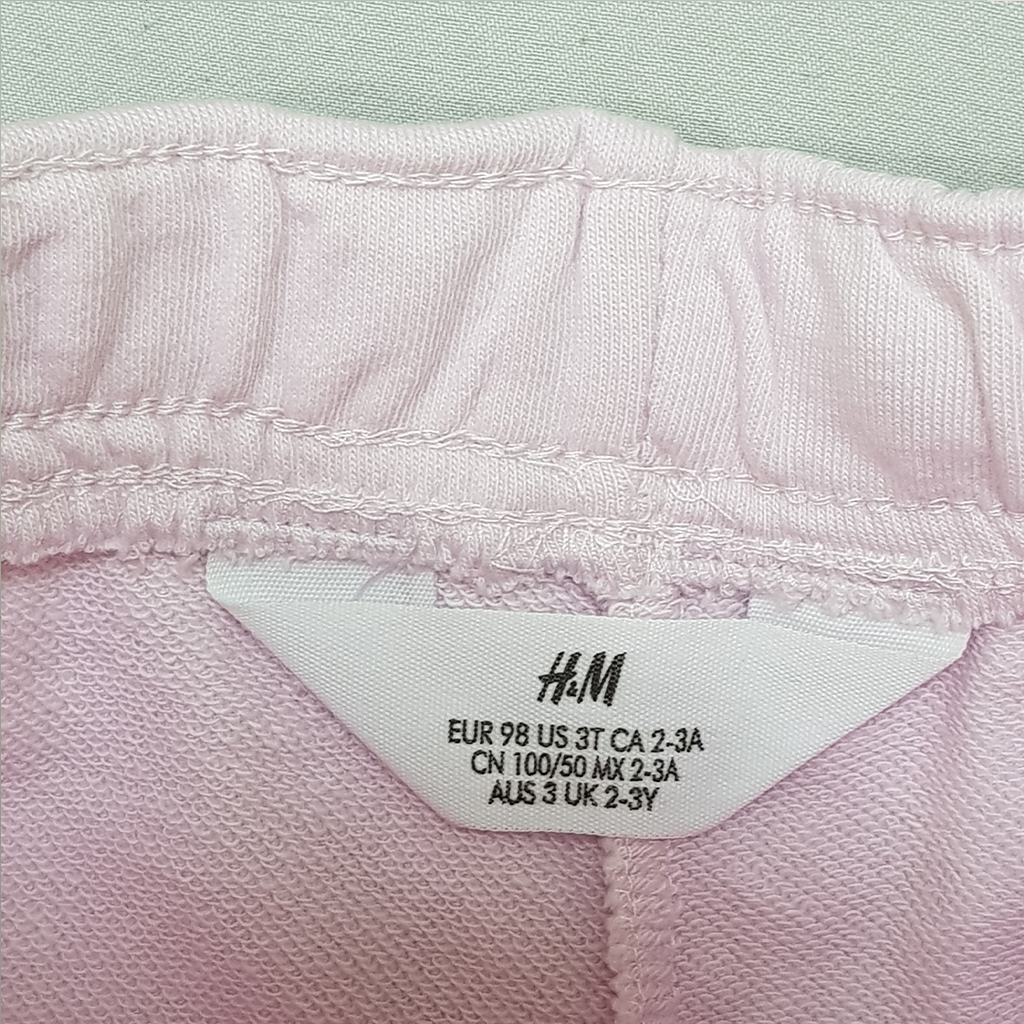 H&M
EUR 98 US 3T CA 2-3A
CN 100/50 MX 2-3A
AUS 3 UK 2-3Y